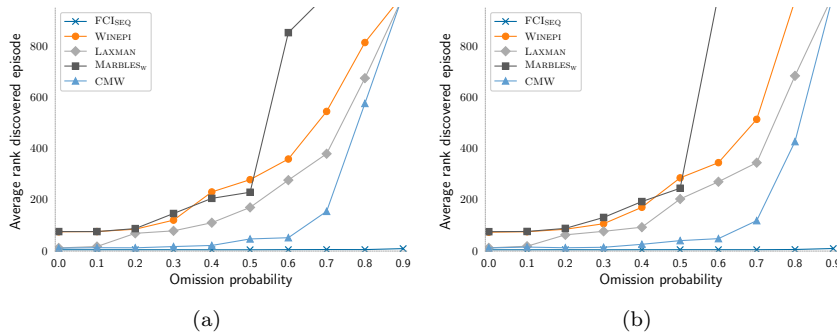 FCISEQ
WINEPI
LAXMAN
MARBLESW
CMW
800
600
400
200
0
Average rank discovered episode
0.0 0.1 0.2 0.3 0.4 0.5 0.6 0.7 0.8 0.9
Omission probability
(a)
FCISEQ
WINEPI
LAXMAN
MARBLESW
CMW
800
600
400
200
0
Average rank discovered episode
0.0 0.1 0.2 0.3 0.4 0.5 0.6 0.7 0.8 0.9
Omission probability
(b)